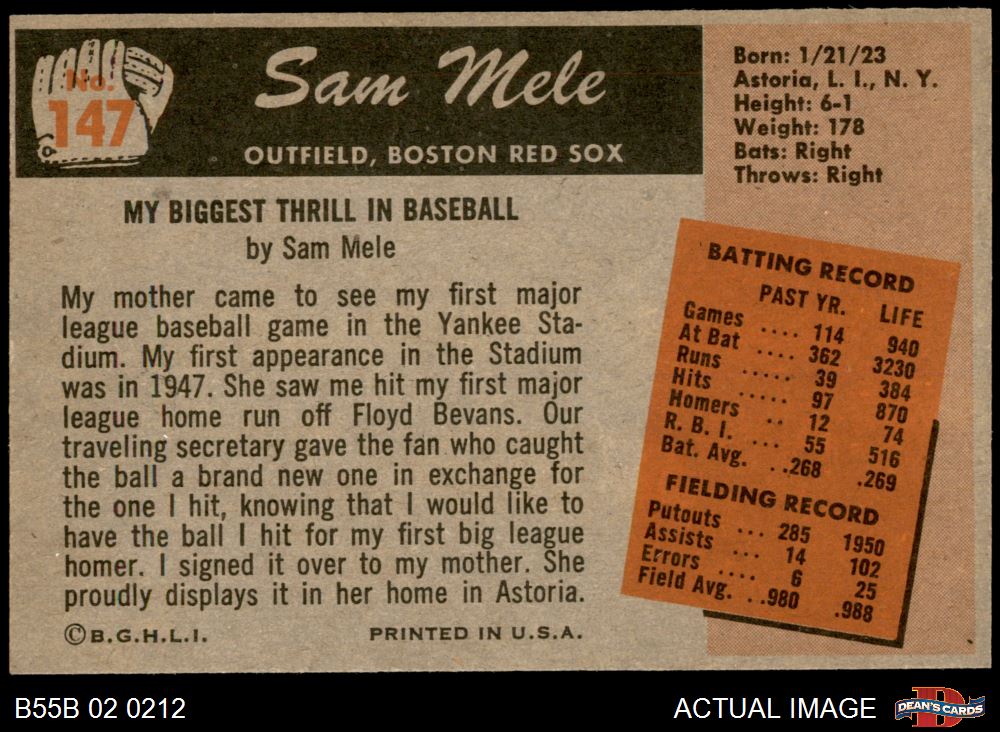 No.
147
Sam Mele
OUTFIELD, BOSTON RED SOX
Born: 1/21/23
Astoria, L. I., N. Y.
Height: 6-1
Weight: 178
Bats: Right
Throws: Right
MY BIGGEST THRILL IN BASEBALL
by Sam Mele
My mother came to see my first major
league baseball game in the Yankee Sta-
dium. My first appearance in the Stadium
was in 1947. She saw me hit my first major
league home run off Floyd Bevans. Our
traveling secretary gave the fan who caught
the ball a brand new one in exchange for
the one I hit, knowing that I would like to
have the ball I hit for my first big league
homer. I signed it over to my mother. She
proudly displays it in her home in Astoria.
©B.G.H.L.I. PRINTED IN U.S.A.
BATTING RECORD
PAST YR. LIFE
Games .... 114 940
At Bat .... 362 3230
Runs ..... 39 384
Hits ..... 97 870
Homers .. 12 74
R. B. I. ... 55 516
Bat. Avg. ..268 .269
FIELDING RECORD
Putouts ... 285 1950
Assists ... 14 102
Errors .... 6 25
Field Avg. ..980 .988
B55B 02 0212 ACTUAL IMAGE
D
DEAN'S CARDS